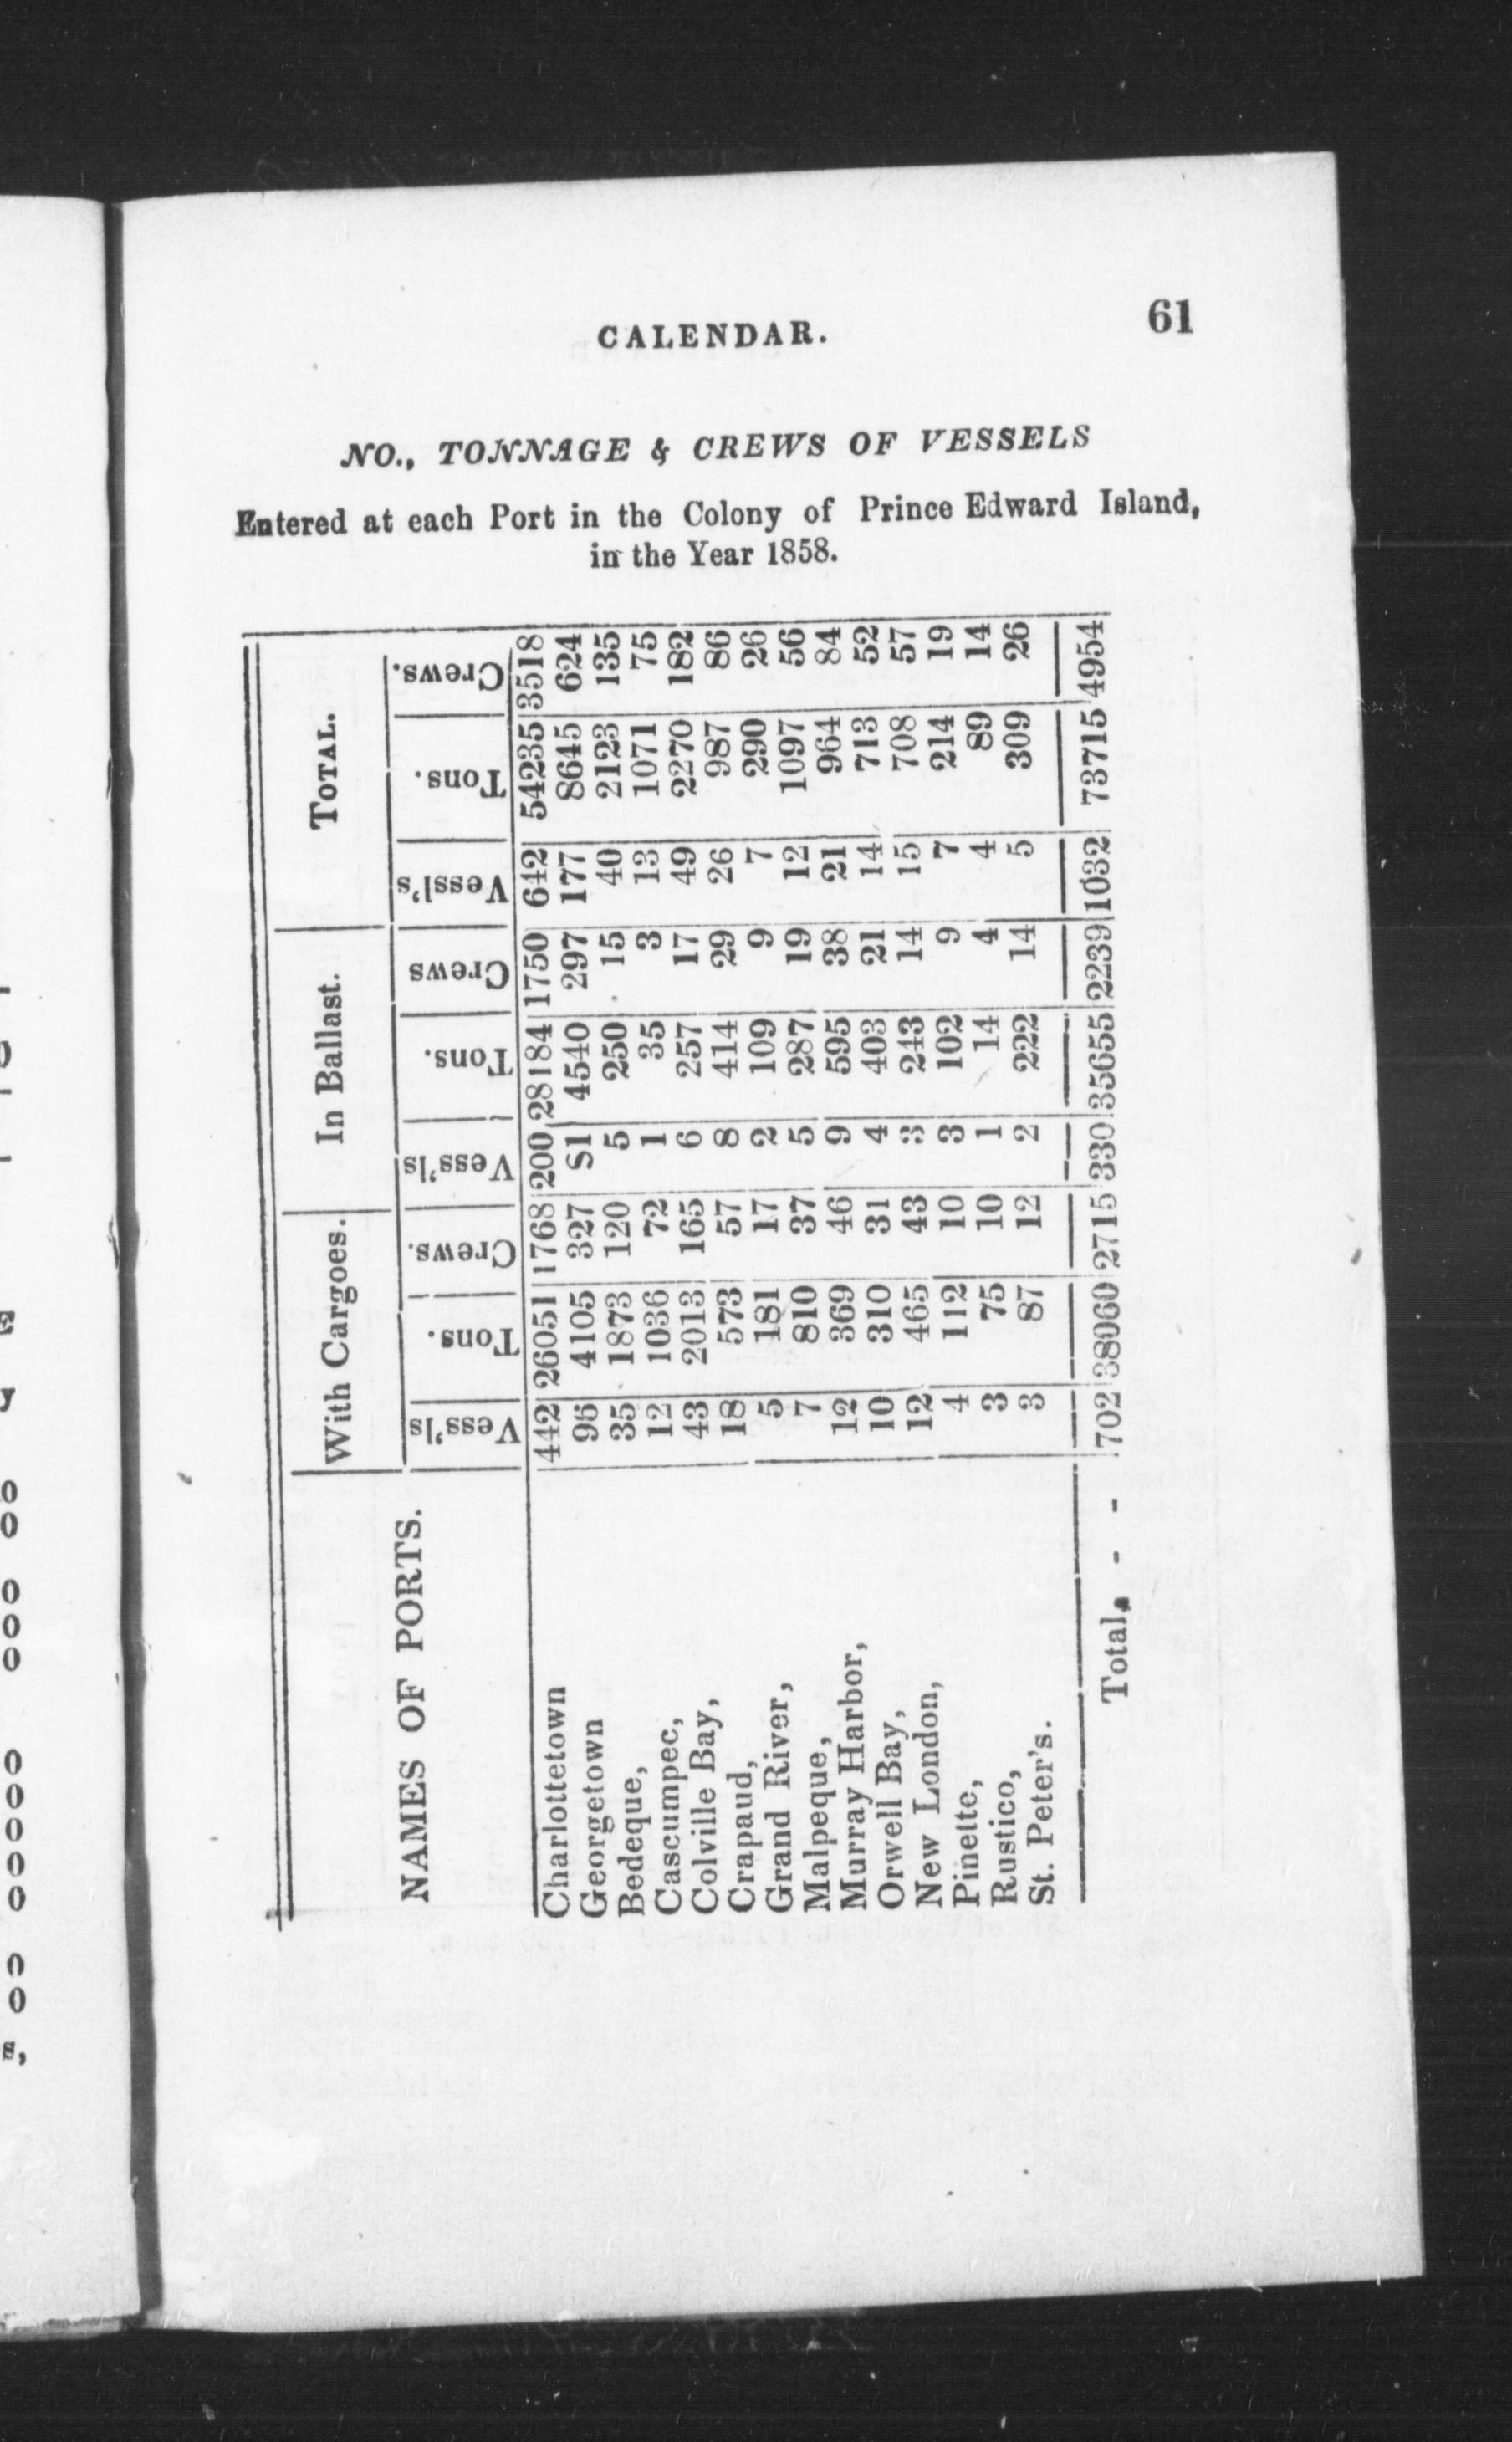 CALENDAR.
61
NO., TONNAGE & CREWS OF VESSELS
Entered at each Port in the Colony of Prince Edward Island,
in the Year 1858.
NAMES OF PORTS. With Cargoes. In Ballast. TOTAL.
Vess'ls Tons. Crews. Vess'ls Tons. Crews Vessl's Tons. Crews.
Charlottetown 442 26051 1768 200 28184 1750 642 54235 3518
Georgetown 96 4105 327 S1 4540 297 177 8645 624
Bedeque, 35 1873 120 5 250 15 40 2123 135
Cascumpec, 12 1036 72 1 35 3 13 1071 75
Colville Bay, 43 2013 165 6 257 17 49 2270 182
Crapaud, 18 573 57 8 414 29 26 987 86
Grand River, 5 181 17 2 109 9 7 290 26
Malpeque, 7 810 37 5 287 19 12 1097 56
Murray Harbor, 12 369 46 9 595 38 21 964 84
Orwell Bay, 10 310 31 4 403 21 14 713 52
New London, 12 465 43 3 243 14 15 708 57
Pinette, 4 112 10 3 102 9 7 214 19
Rustico, 3 75 10 1 14 4 4 89 14
St. Peter's. 3 87 12 2 222 14 5 309 26
Total, - - 702 38060 2715 330 35655 2239 1032 73715 4954